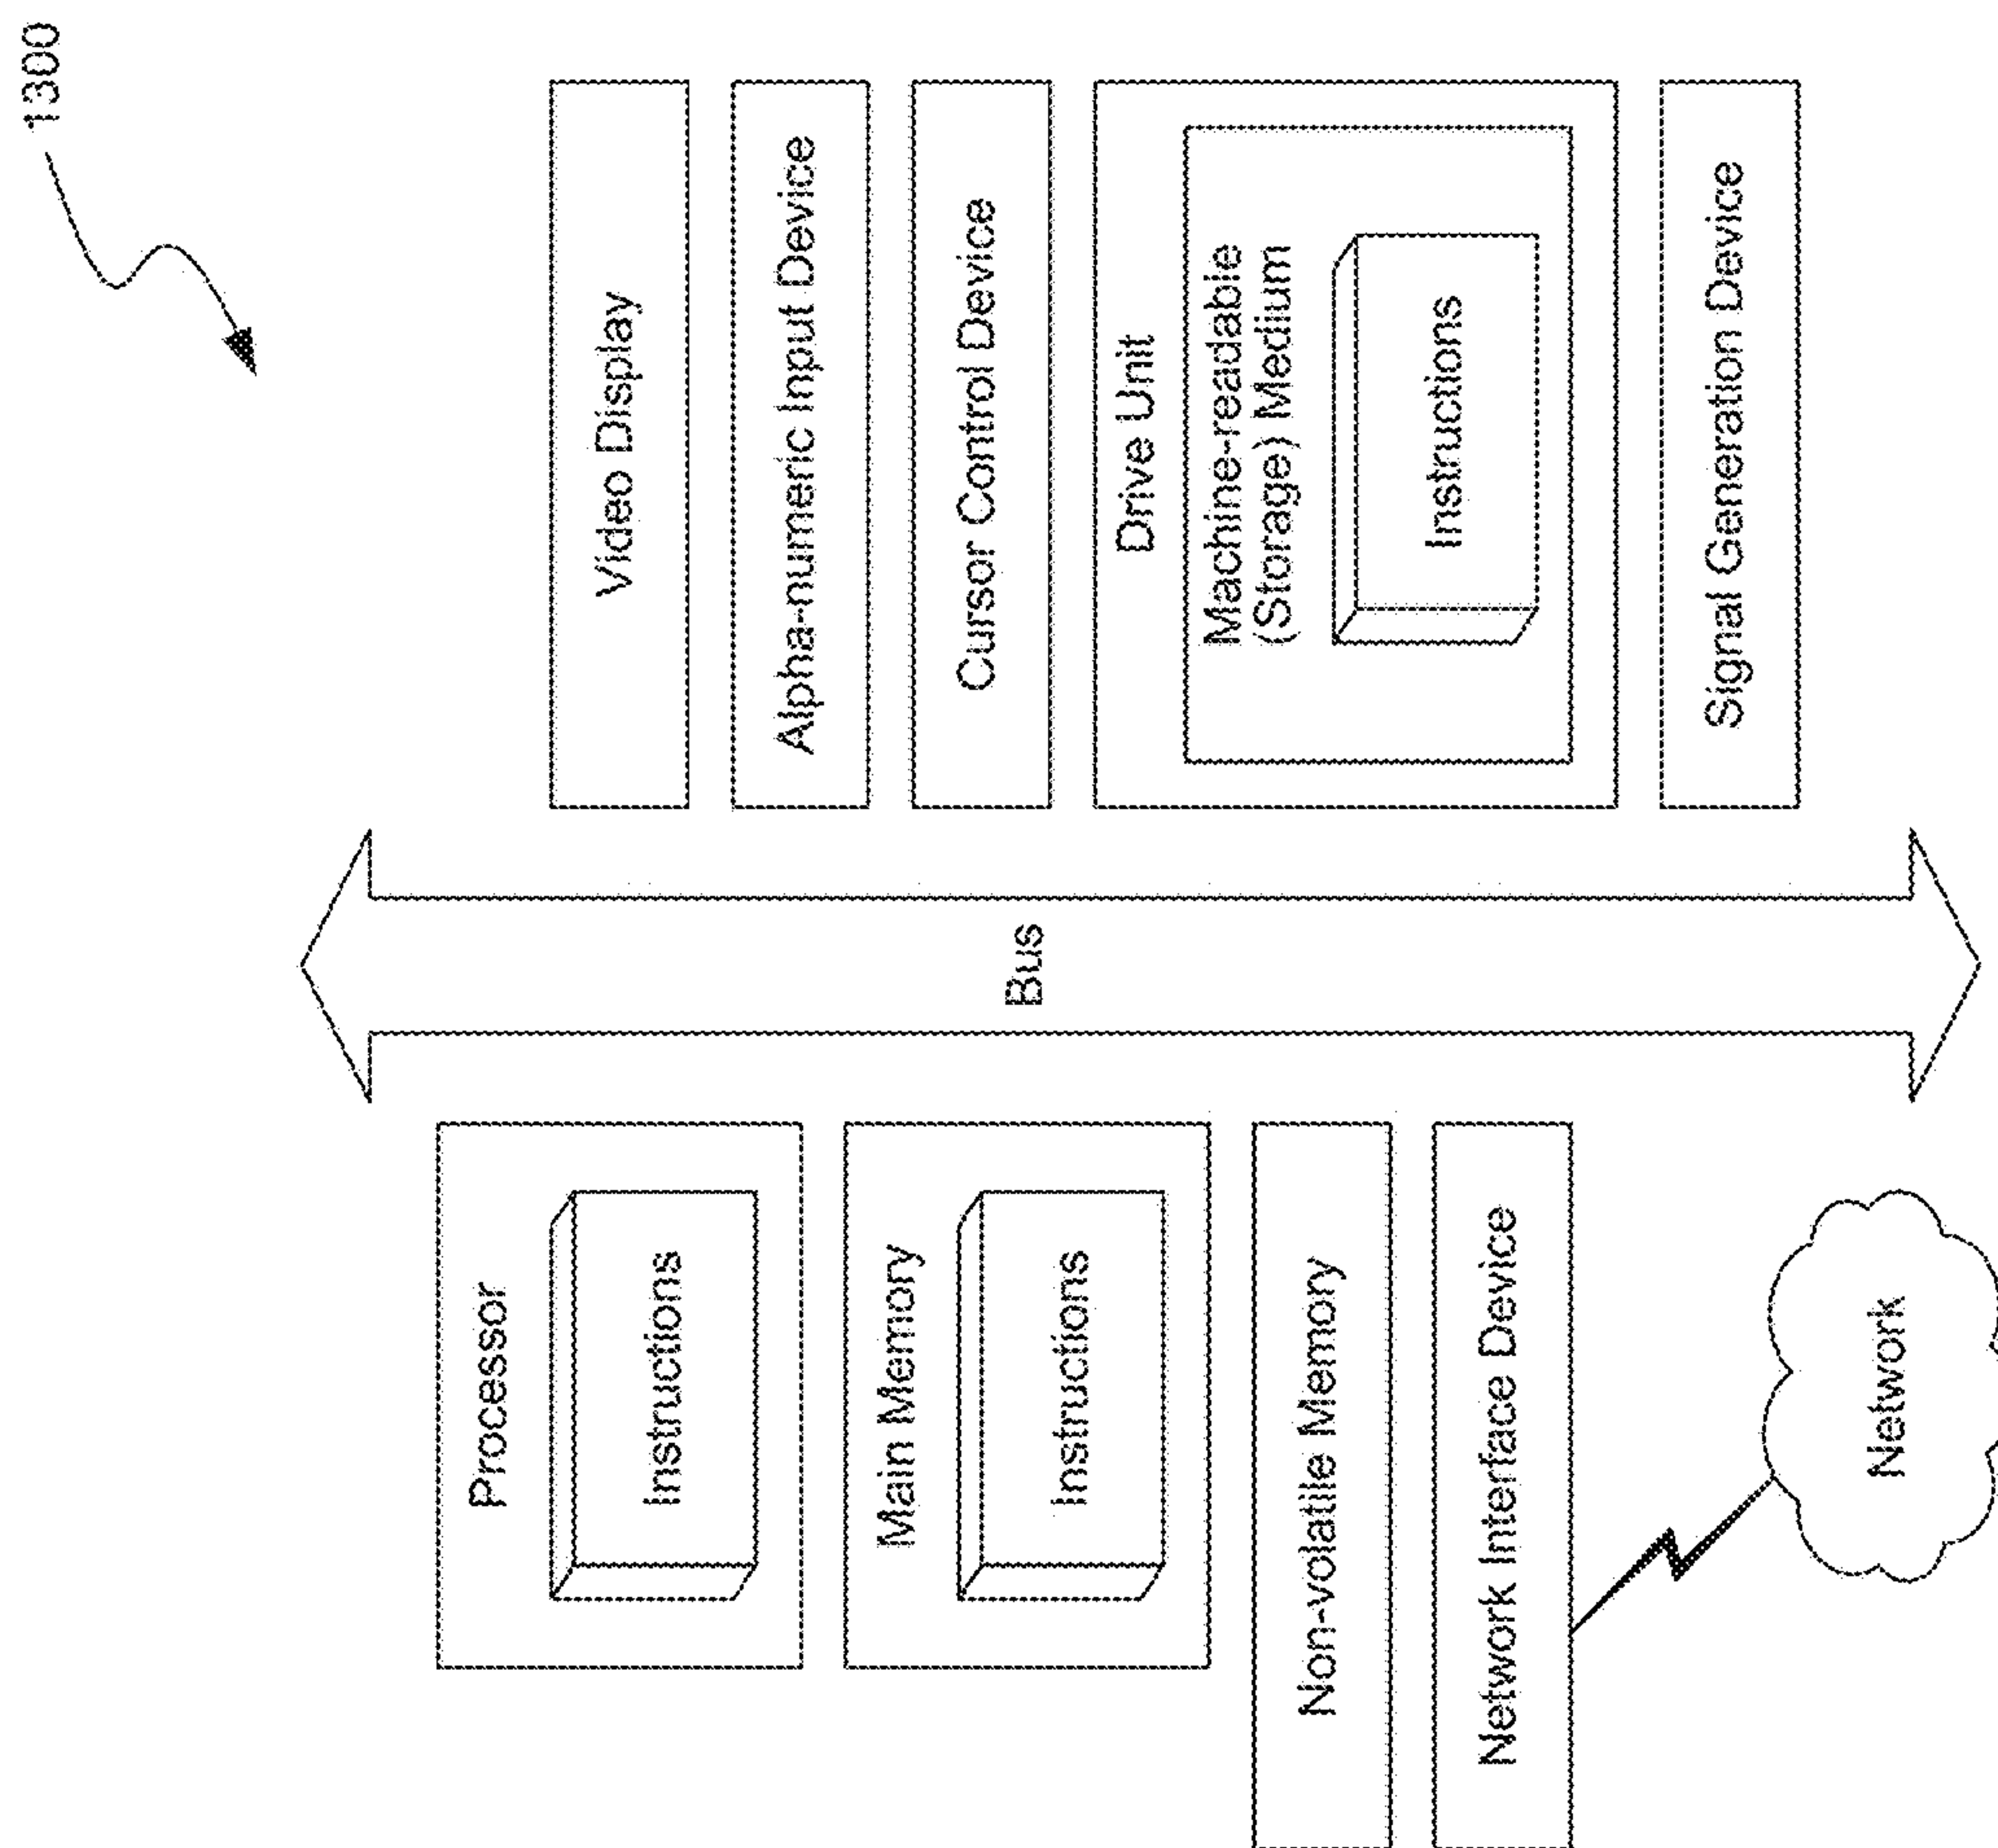 1300
Processor
Instructions
Main Memory
Instructions
Non-volatile Memory
Network Interface Device
Network
Bus
Video Display
Alpha-numeric Input Device
Cursor Control Device
Drive Unit
Machine-readable
(Storage) Medium
Instructions
Signal Generation Device